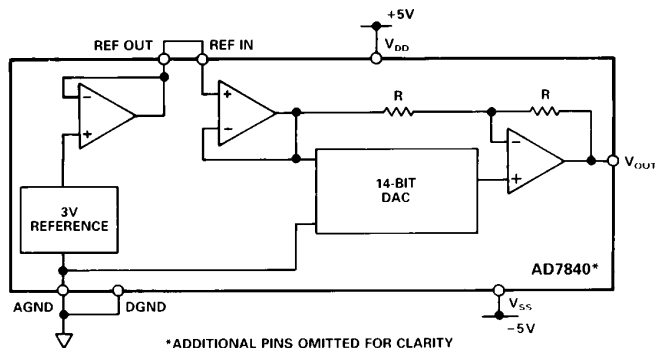 +5V
REF OUT
REF IN
VDD
R
R
−
+
+
−
−
+
VOUT
3V
REFERENCE
14-BIT
DAC
AD7840*
AGND
DGND
VSS
−5V
*ADDITIONAL PINS OMITTED FOR CLARITY